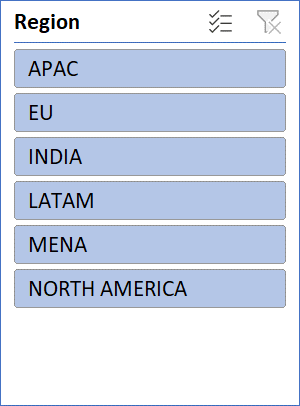 Region
APAC
EU
INDIA
LATAM
MENA
NORTH AMERICA